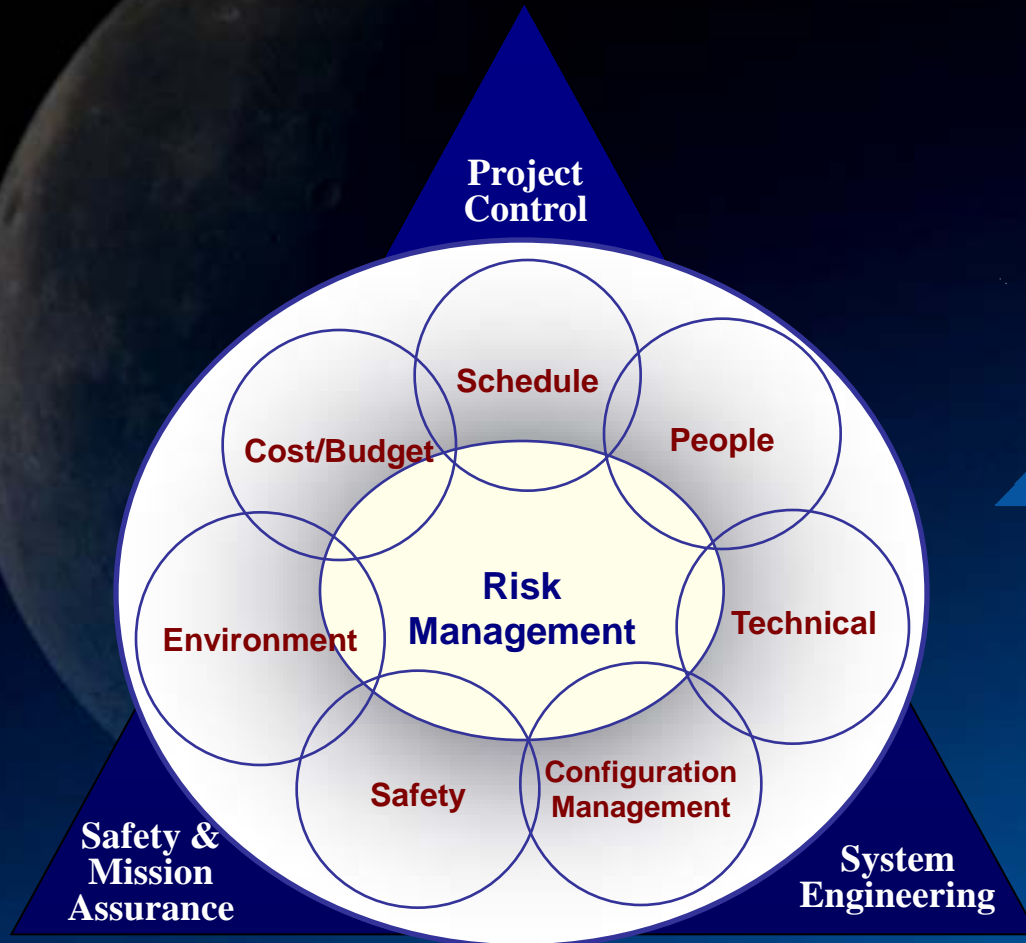 Project
Control
Schedule
Cost/Budget
People
Risk
Management
Environment
Technical
Safety
Configuration
Management
Safety &
Mission
Assurance
System
Engineering